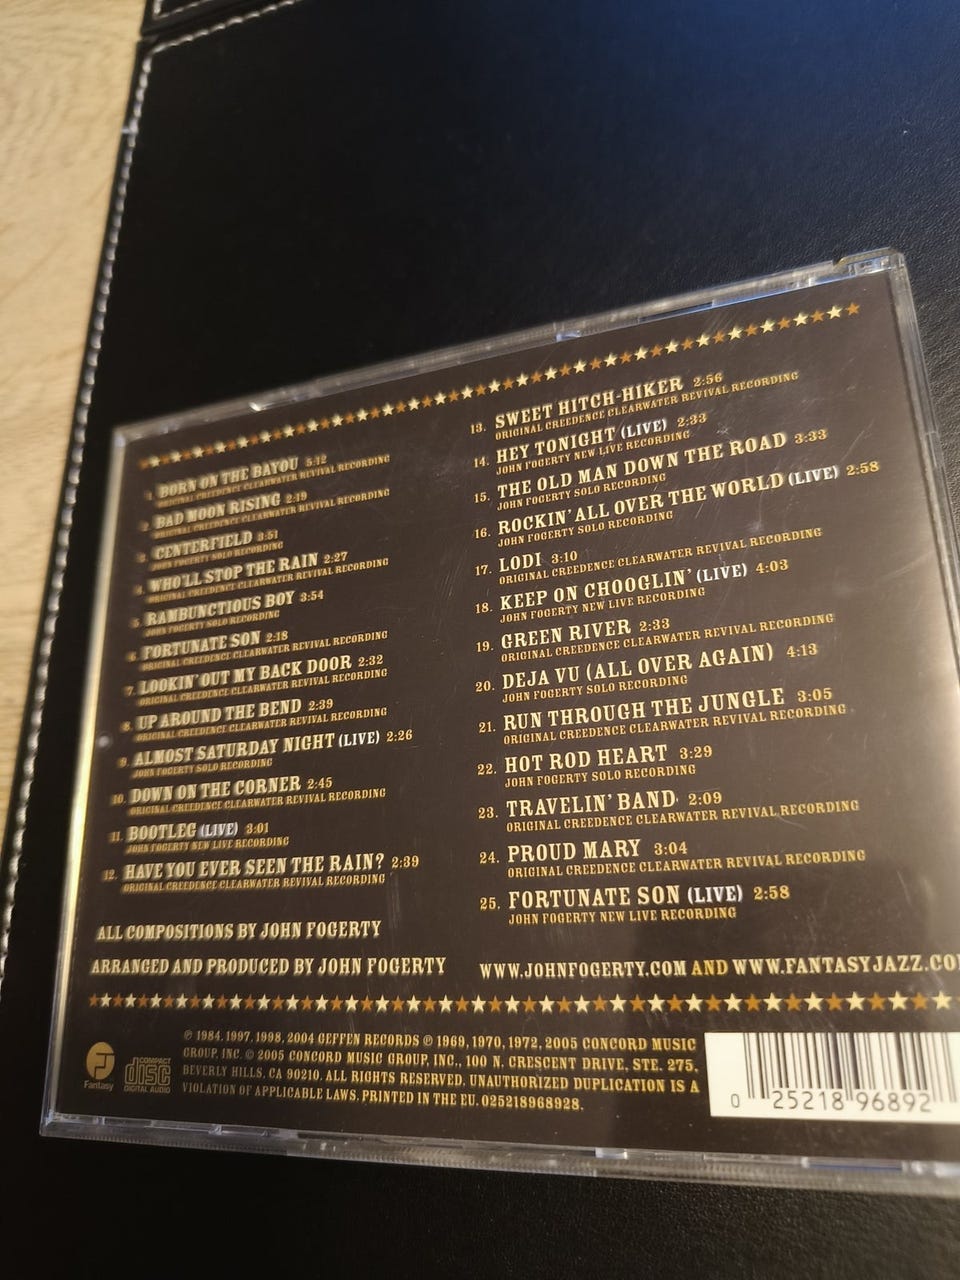 1. BORN ON THE BAYOU 5:12
ORIGINAL CREEDENCE CLEARWATER REVIVAL RECORDING
2. BAD MOON RISING 2:19
ORIGINAL CREEDENCE CLEARWATER REVIVAL RECORDING
3. CENTERFIELD 3:51
JOHN FOGERTY SOLO RECORDING
4. WHO'LL STOP THE RAIN 2:27
ORIGINAL CREEDENCE CLEARWATER REVIVAL RECORDING
5. RAMBUNCTIOUS BOY 3:54
JOHN FOGERTY SOLO RECORDING
6. FORTUNATE SON 2:18
ORIGINAL CREEDENCE CLEARWATER REVIVAL RECORDING
7. LOOKIN' OUT MY BACK DOOR 2:32
ORIGINAL CREEDENCE CLEARWATER REVIVAL RECORDING
8. UP AROUND THE BEND 2:39
ORIGINAL CREEDENCE CLEARWATER REVIVAL RECORDING
9. ALMOST SATURDAY NIGHT (LIVE) 2:26
JOHN FOGERTY SOLO RECORDING
10. DOWN ON THE CORNER 2:45
ORIGINAL CREEDENCE CLEARWATER REVIVAL RECORDING
11. BOOTLEG (LIVE) 3:01
JOHN FOGERTY NEW LIVE RECORDING
12. HAVE YOU EVER SEEN THE RAIN? 2:39
ORIGINAL CREEDENCE CLEARWATER REVIVAL RECORDING
13. SWEET HITCH-HIKER 2:56
ORIGINAL CREEDENCE CLEARWATER REVIVAL RECORDING
14. HEY TONIGHT (LIVE) 2:33
JOHN FOGERTY NEW LIVE RECORDING
15. THE OLD MAN DOWN THE ROAD 3:33
JOHN FOGERTY SOLO RECORDING
16. ROCKIN' ALL OVER THE WORLD (LIVE) 2:58
JOHN FOGERTY SOLO RECORDING
17. LODI 3:10
ORIGINAL CREEDENCE CLEARWATER REVIVAL RECORDING
18. KEEP ON CHOOGLIN' (LIVE) 4:03
JOHN FOGERTY NEW LIVE RECORDING
19. GREEN RIVER 2:33
ORIGINAL CREEDENCE CLEARWATER REVIVAL RECORDING
20. DEJA VU (ALL OVER AGAIN) 4:13
JOHN FOGERTY SOLO RECORDING
21. RUN THROUGH THE JUNGLE 3:05
ORIGINAL CREEDENCE CLEARWATER REVIVAL RECORDING
22. HOT ROD HEART 3:29
JOHN FOGERTY SOLO RECORDING
23. TRAVELIN' BAND 2:09
ORIGINAL CREEDENCE CLEARWATER REVIVAL RECORDING
24. PROUD MARY 3:04
ORIGINAL CREEDENCE CLEARWATER REVIVAL RECORDING
25. FORTUNATE SON (LIVE) 2:58
JOHN FOGERTY NEW LIVE RECORDING
ALL COMPOSITIONS BY JOHN FOGERTY
ARRANGED AND PRODUCED BY JOHN FOGERTY
WWW.JOHNFOGERTY.COM AND WWW.FANTASYJAZZ.CO
℗ 1984, 1997, 1998, 2004 GEFFEN RECORDS ℗ 1969, 1970, 1972, 2005 CONCORD MUSIC
GROUP, INC. © 2005 CONCORD MUSIC GROUP, INC., 100 N. CRESCENT DRIVE, STE. 275,
BEVERLY HILLS, CA 90210. ALL RIGHTS RESERVED. UNAUTHORIZED DUPLICATION IS A
VIOLATION OF APPLICABLE LAWS. PRINTED IN THE EU. 025218968928.
Fantasy
COMPACT
disc
DIGITAL AUDIO
0 25218 96892